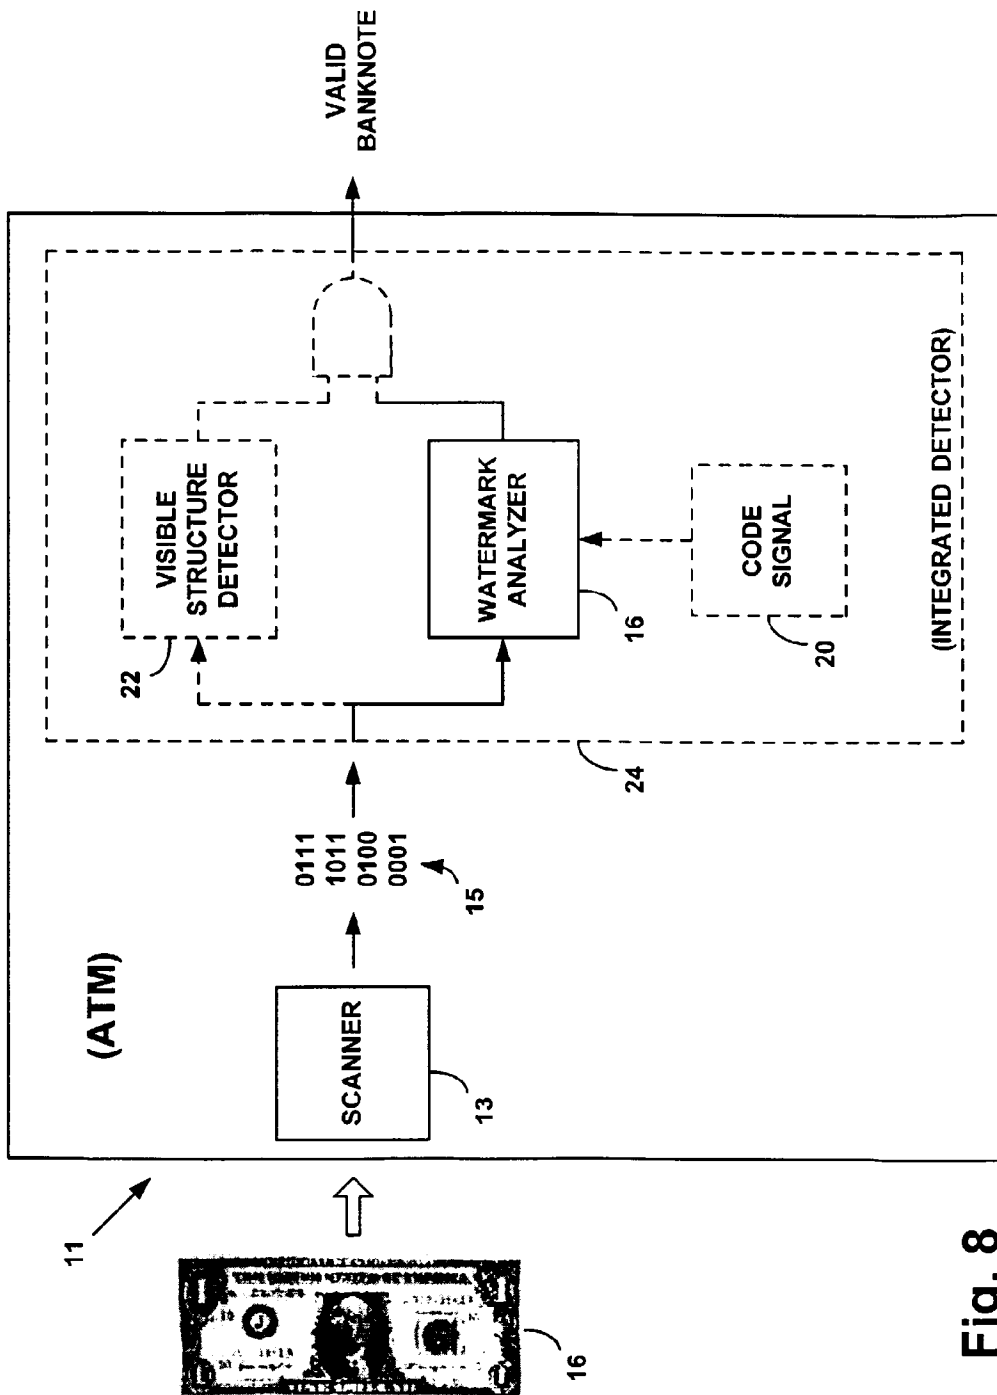 (ATM)
11
16
SCANNER
13
0111
1011
0100
0001
15
VISIBLE
STRUCTURE
DETECTOR
22
WATERMARK
ANALYZER
16
CODE
SIGNAL
20
24
(INTEGRATED DETECTOR)
VALID
BANKNOTE
Fig. 8